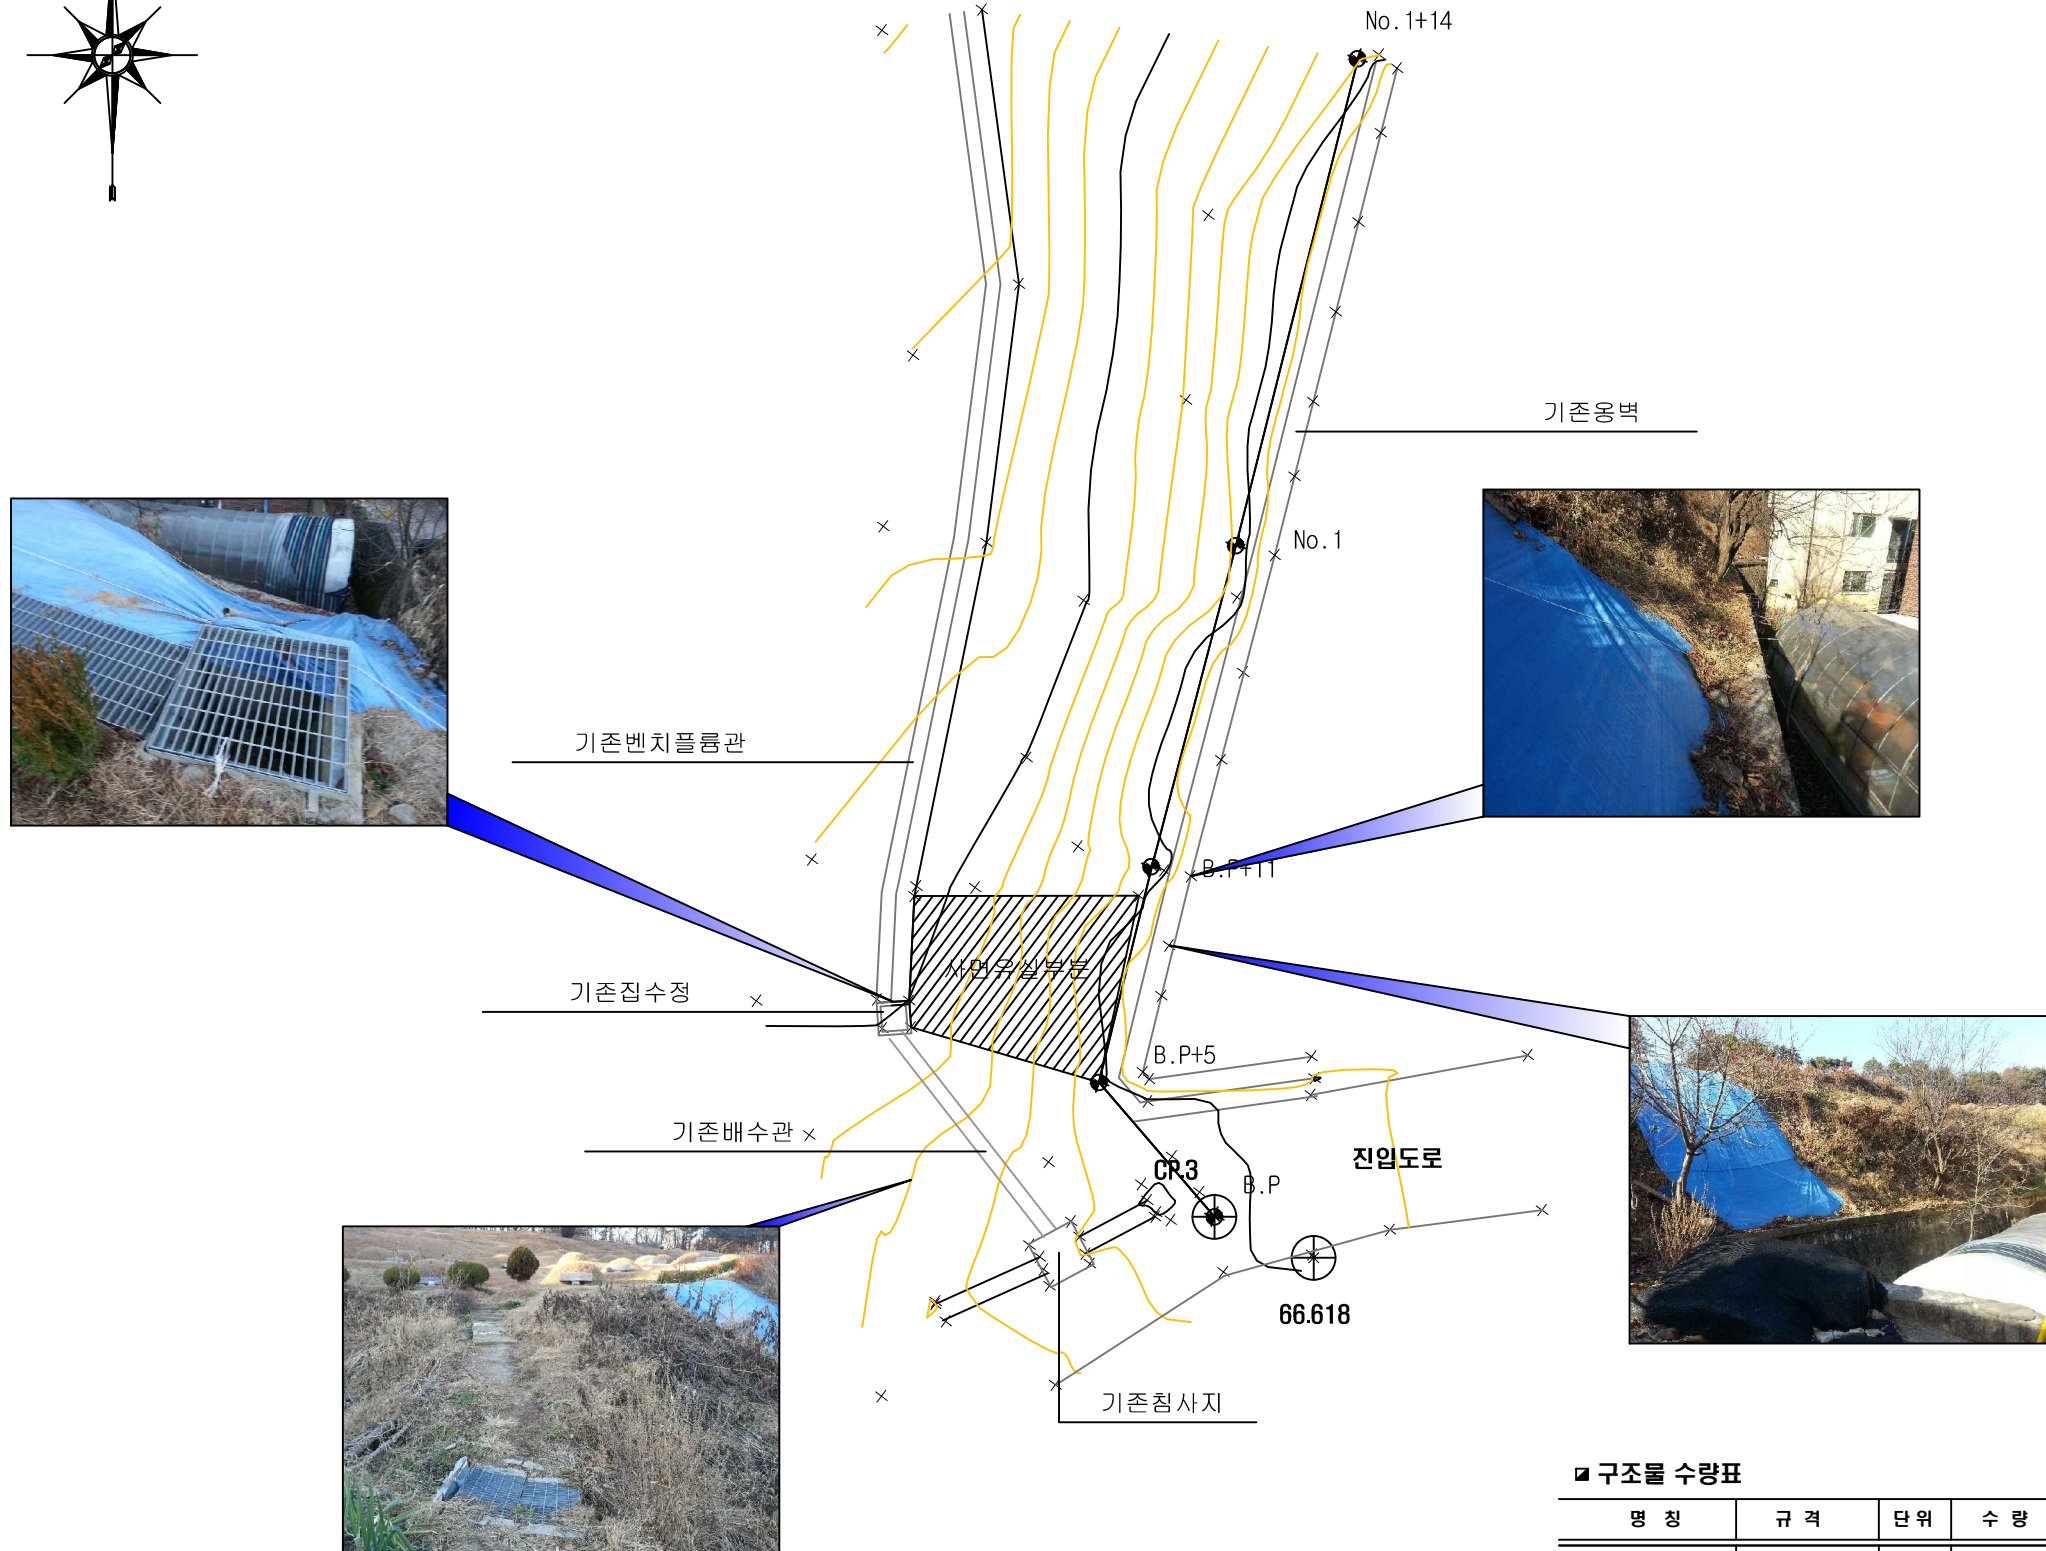 No.1+14
기존옹벽
No.1
기존벤치플륨관
B.P+11
사면유실부분
기존집수정
B.P+5
기존배수관
진입도로
CP.3
B.P
66.618
기존침사지
구조물 수량표
명 칭 규 격 단위 수 량